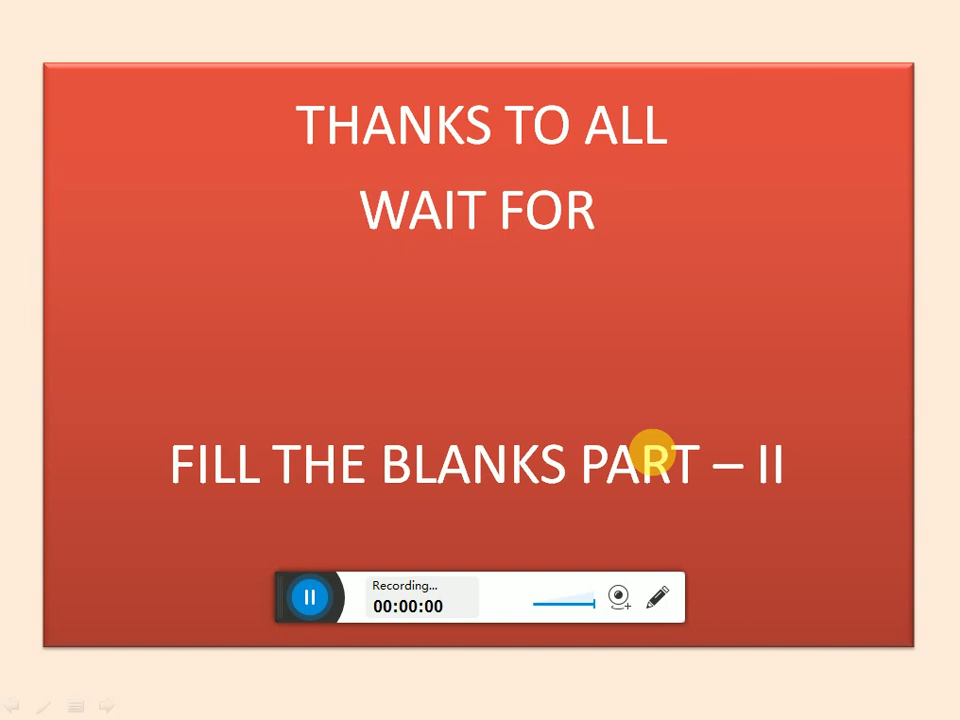 THANKS TO ALL
WAIT FOR
FILL THE BLANKS PART – II
Recording...
00:00:00